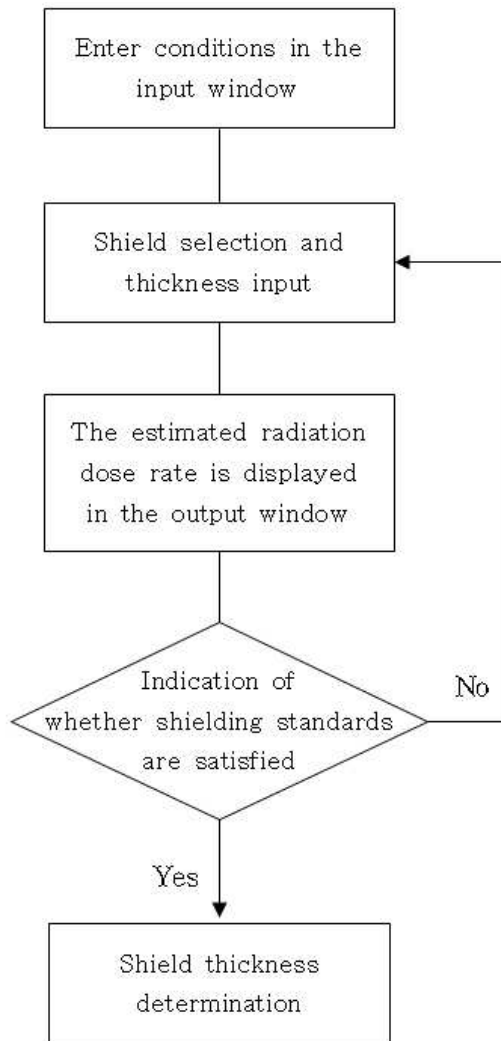 Enter conditions in the
input window
Shield selection and
thickness input
The estimated radiation
dose rate is displayed
in the output window
Indication of
whether shielding standards
are satisfied
No
Yes
Shield thickness
determination